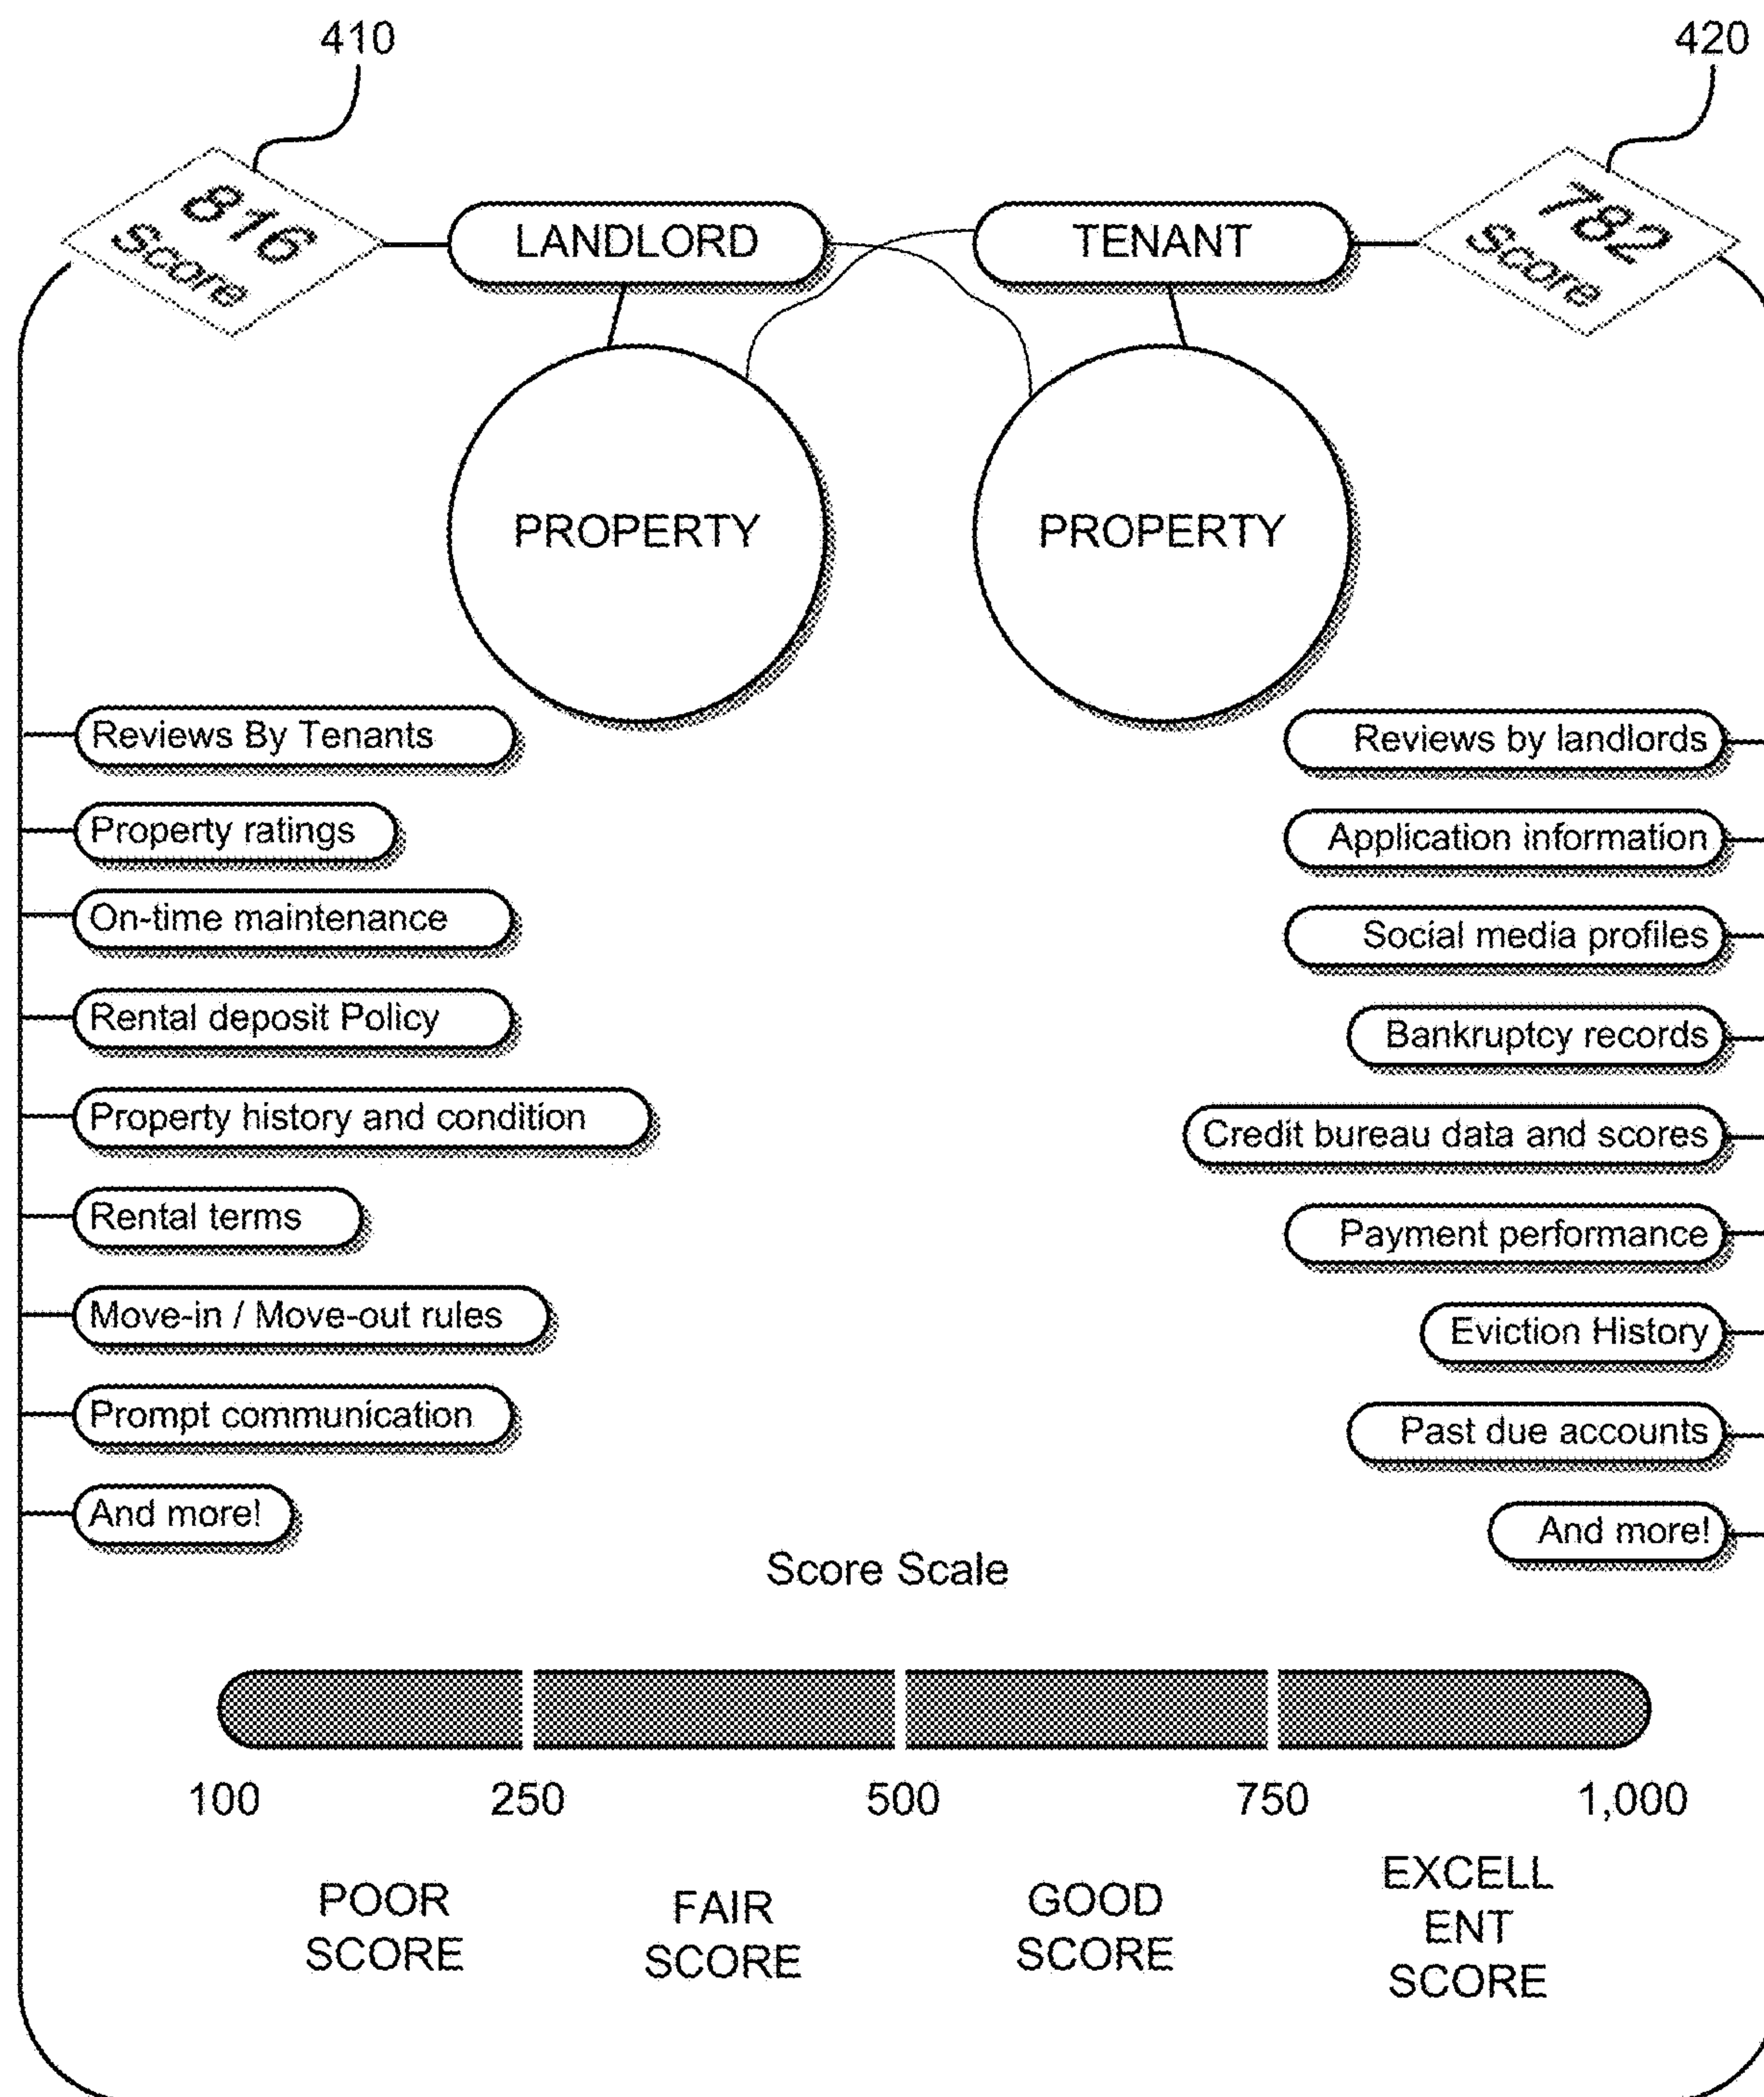 410
420
816
Score
LANDLORD
TENANT
782
Score
PROPERTY
PROPERTY
Reviews By Tenants
Property ratings
On-time maintenance
Rental deposit Policy
Property history and condition
Rental terms
Move-in / Move-out rules
Prompt communication
And more!
Reviews by landlords
Application information
Social media profiles
Bankruptcy records
Credit bureau data and scores
Payment performance
Eviction History
Past due accounts
And more!
Score Scale
100
250
500
750
1,000
POOR
SCORE
FAIR
SCORE
GOOD
SCORE
EXCELL
ENT
SCORE